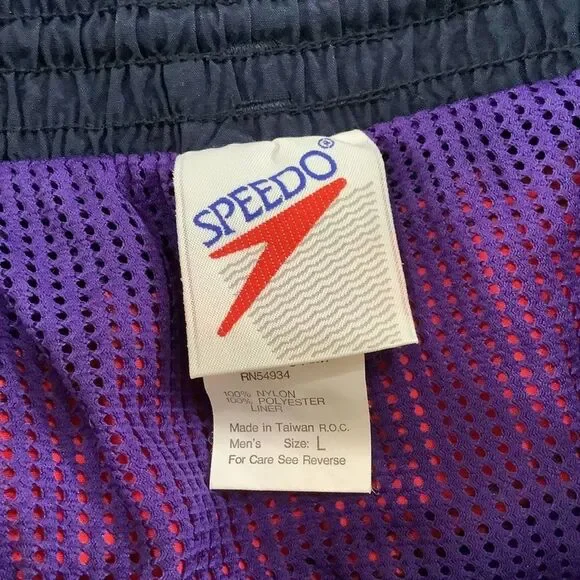 SPEEDO®
RN54934
100% NYLON
100% POLYESTER
LINER
Made in Taiwan R.O.C.
Men's Size: L
For Care See Reverse